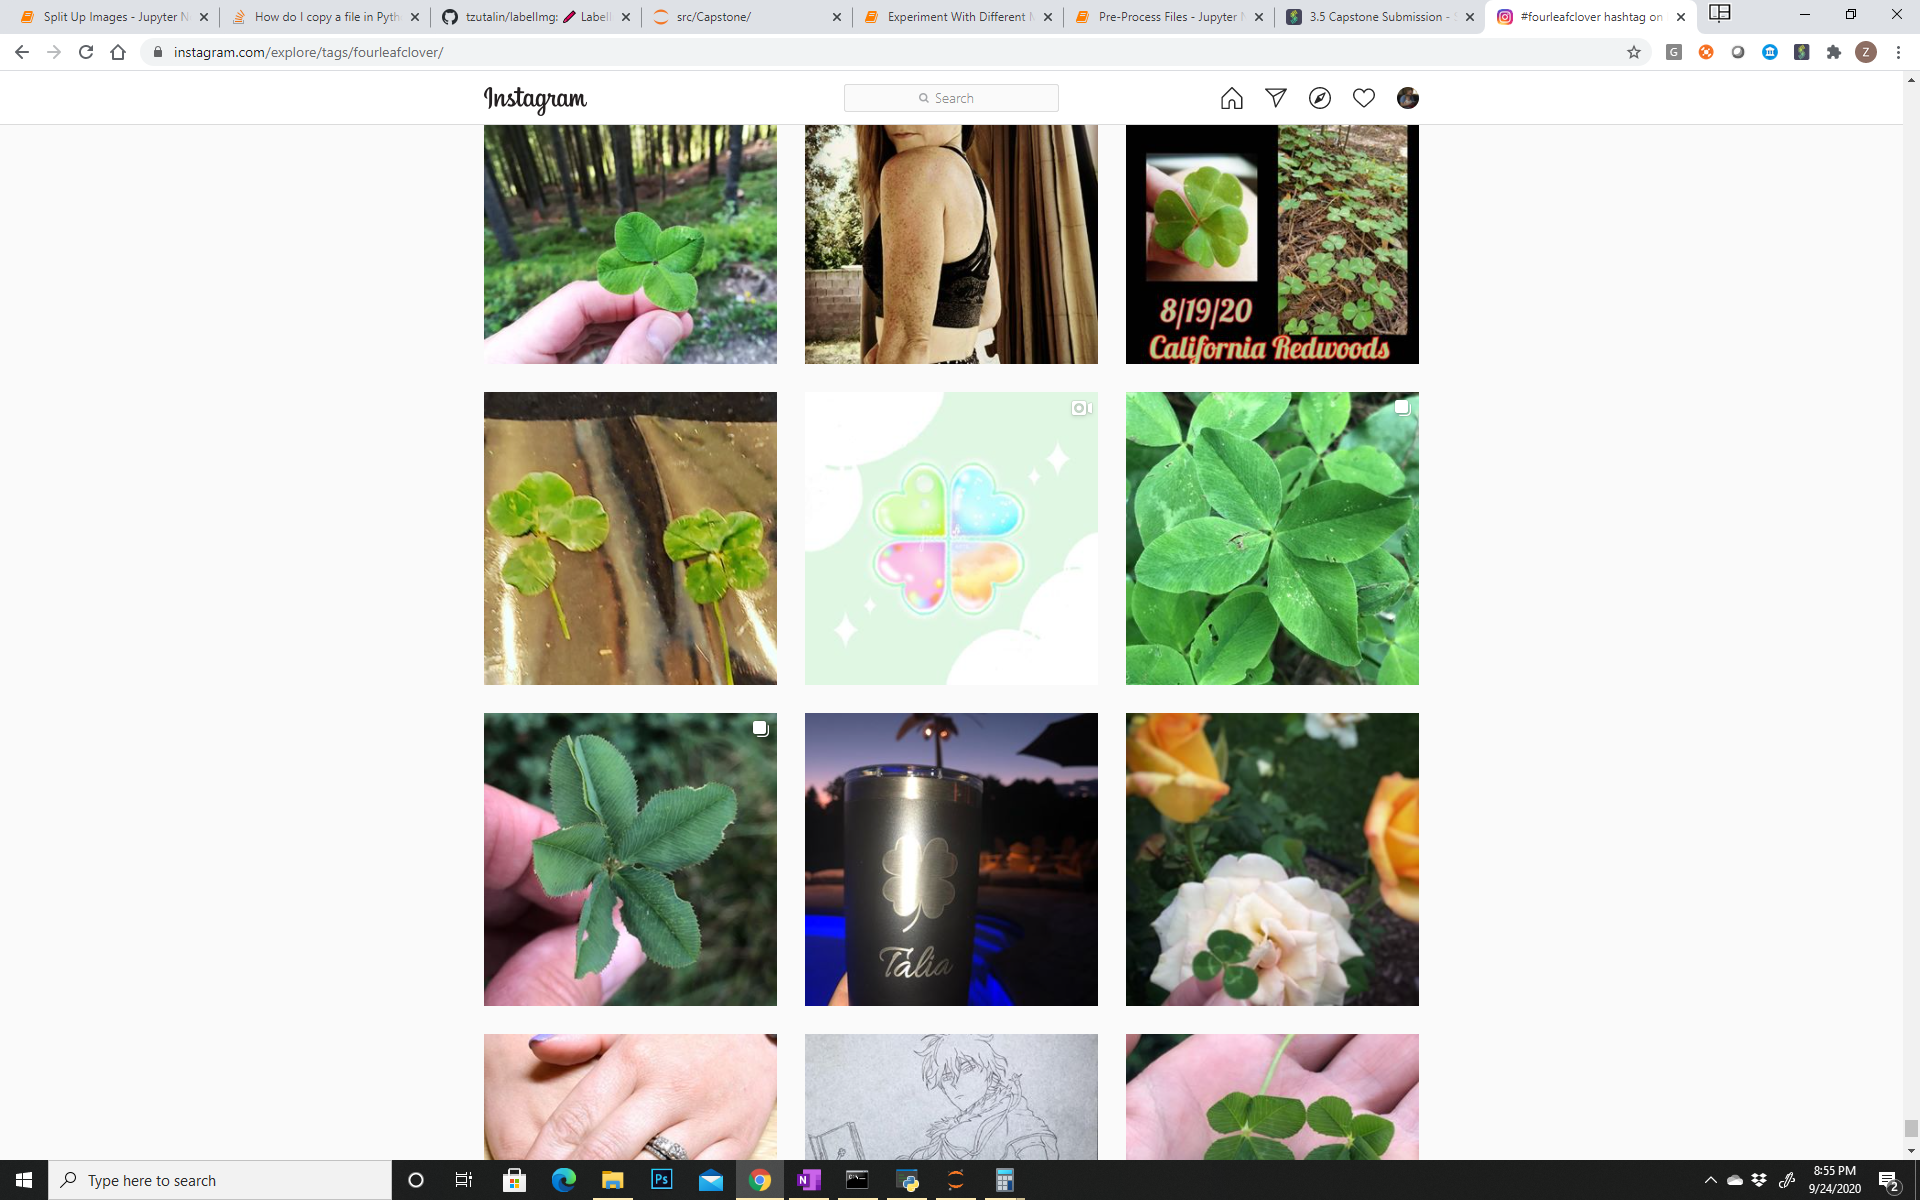 Split Up Images - Jupyter N
How do I copy a file in Pyth
tzutalin/labelImg: Labell
src/Capstone/
Experiment With Different M
Pre-Process Files - Jupyter N
3.5 Capstone Submission - S
#fourleafclover hashtag on
instagram.com/explore/tags/fourleafclover/
G
Z
Instagram
Search
8/19/20
California Redwoods
Talia
Type here to search
Ps
N
8:55 PM
9/24/2020
2